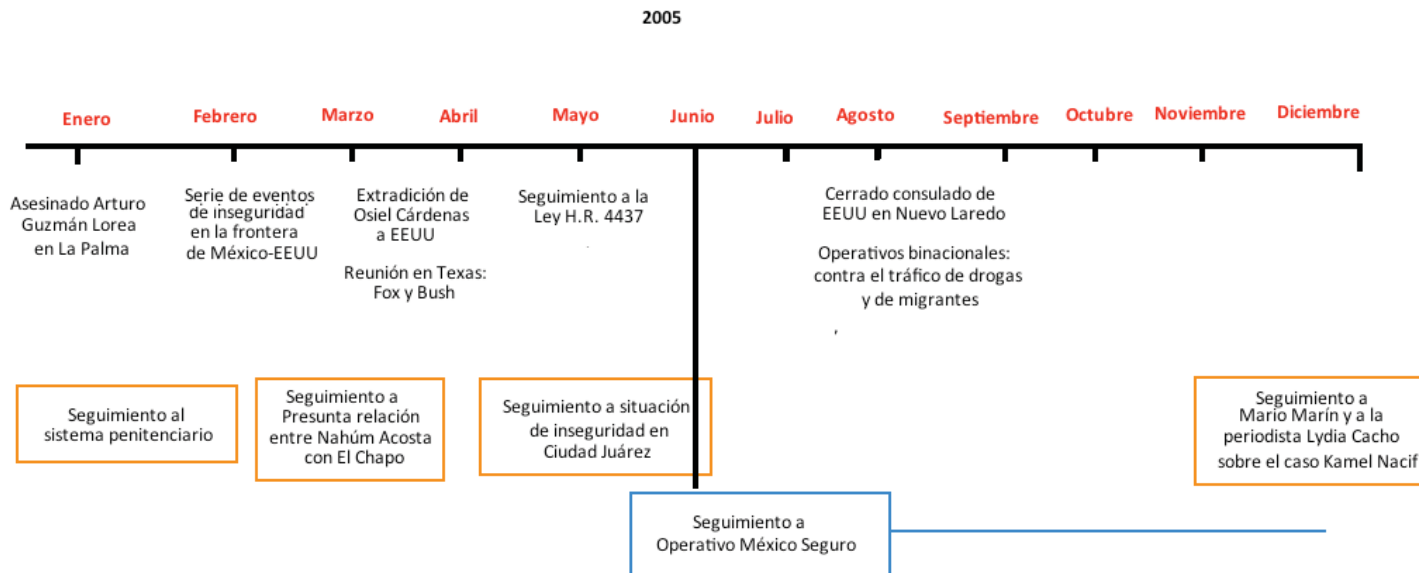 2005
Enero
Febrero
Marzo
Abril
Mayo
Junio
Julio
Agosto
Septiembre
Octubre
Noviembre
Diciembre
Asesinado Arturo
Guzmán Lorea
en La Palma
Serie de eventos
de inseguridad
en la frontera
de México-EEUU
Extradición de
Osiel Cárdenas
a EEUU
Reunión en Texas:
Fox y Bush
Seguimiento a la
Ley H.R. 4437
Cerrado consulado de
EEUU en Nuevo Laredo
Operativos binacionales:
contra el tráfico de drogas
y de migrantes
Seguimiento al
sistema penitenciario
Seguimiento a
Presunta relación
entre Nahúm Acosta
con El Chapo
Seguimiento a situación
de inseguridad en
Ciudad Juárez
Seguimiento a
Mario Marín y a la
periodista Lydia Cacho
sobre el caso Kamel Nacif
Seguimiento a
Operativo México Seguro